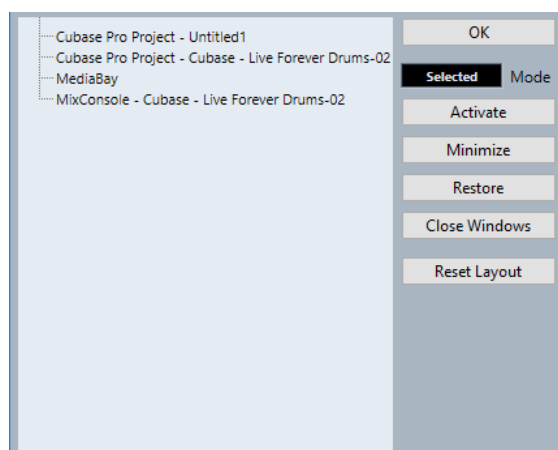 Cubase Pro Project - Untitled1
Cubase Pro Project - Cubase - Live Forever Drums-02
MediaBay
MixConsole - Cubase - Live Forever Drums-02
OK
Selected Mode
Activate
Minimize
Restore
Close Windows
Reset Layout